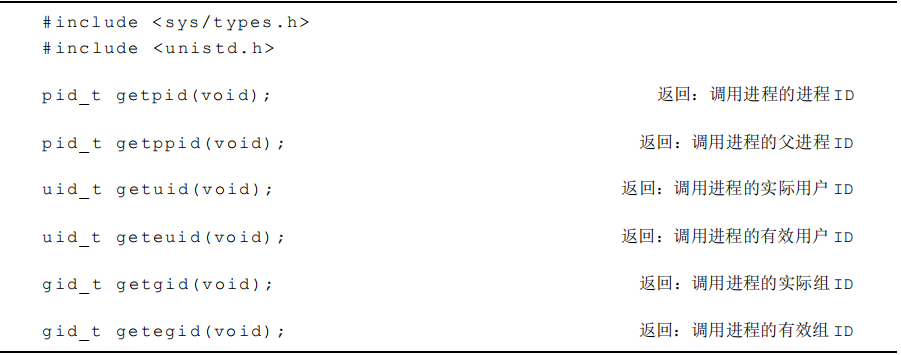 #include <sys/types.h>
#include <unistd.h>
pid_t getpid(void); 返回：调用进程的进程 ID
pid_t getppid(void); 返回：调用进程的父进程 ID
uid_t getuid(void); 返回：调用进程的实际用户 ID
uid_t geteuid(void); 返回：调用进程的有效用户 ID
gid_t getgid(void); 返回：调用进程的实际组 ID
gid_t getegid(void); 返回：调用进程的有效组 ID